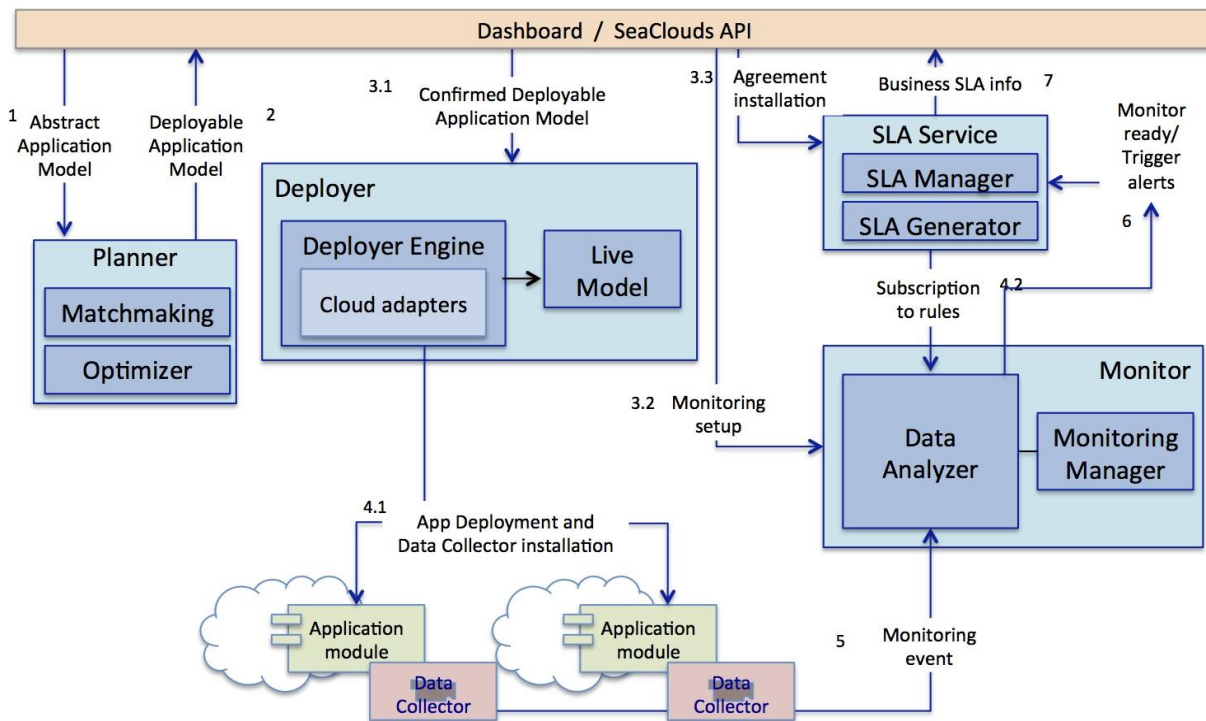 Dashboard / SeaClouds API
1
Abstract
Application
Model
Deployable
Application
Model
2
3.1
Confirmed Deployable
Application Model
3.3
Agreement
installation
Business SLA info
7
Monitor
ready/
Trigger
alerts
6
SLA Service
SLA Manager
SLA Generator
Planner
Matchmaking
Optimizer
Deployer
Deployer Engine
Cloud adapters
Live
Model
Subscription
to rules
4.2
3.2
Monitoring
setup
Monitor
Data
Analyzer
Monitoring
Manager
4.1
App Deployment and
Data Collector installation
Application
module
Data
Collector
Application
module
Data
Collector
5
Monitoring
event